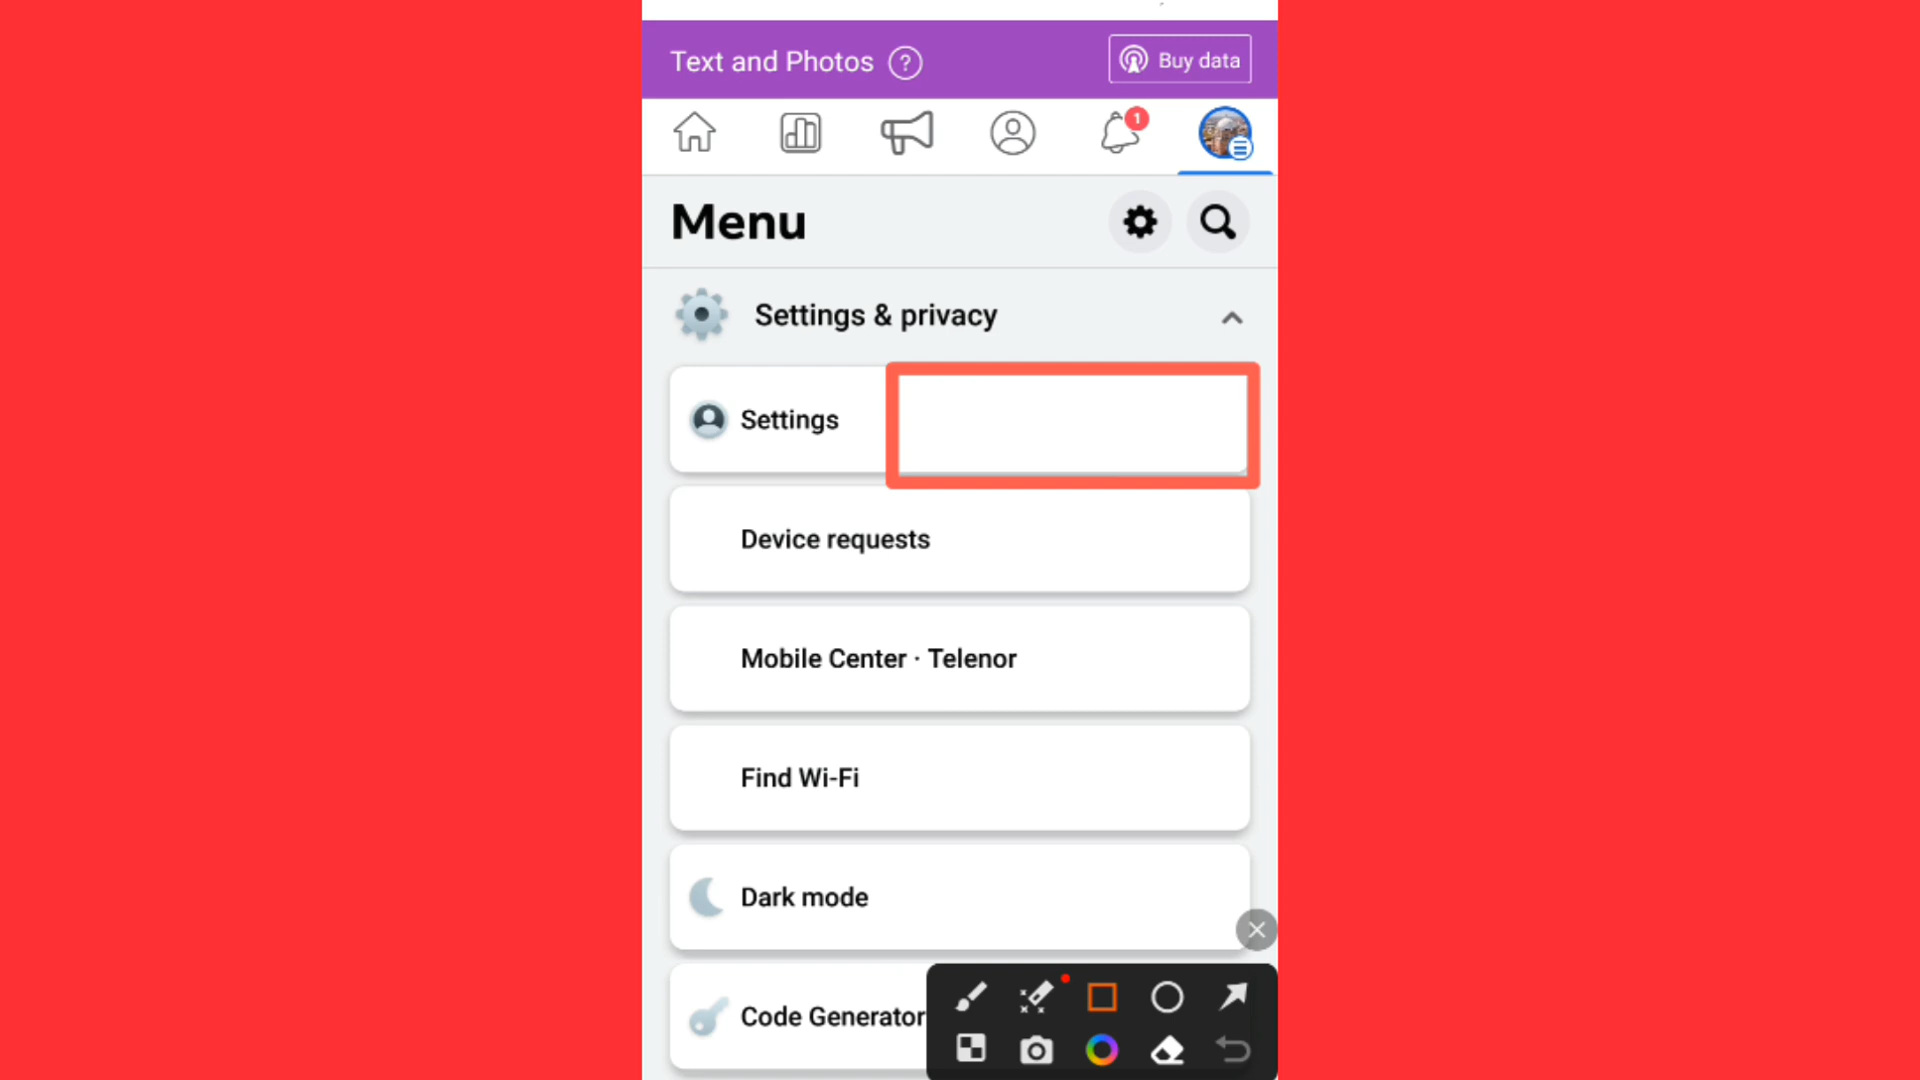 Text and Photos ?
Buy data
1
Menu
Settings & privacy
Settings
Device requests
Mobile Center · Telenor
Find Wi-Fi
Dark mode
Code Generator